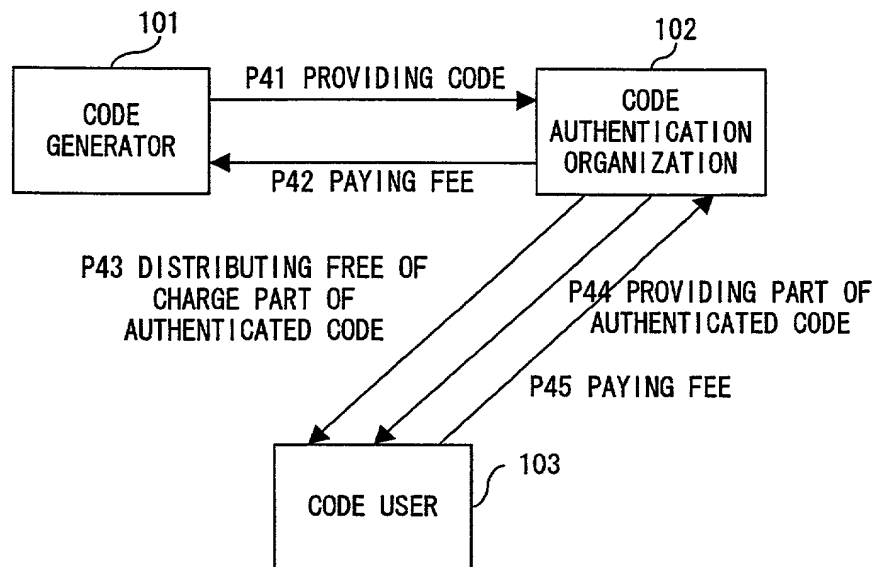 101
102
P41 PROVIDING CODE
CODE
GENERATOR
CODE
AUTHENTICATION
ORGANIZATION
P42 PAYING FEE
P43 DISTRIBUTING FREE OF
CHARGE PART OF
AUTHENTICATED CODE
P44 PROVIDING PART OF
AUTHENTICATED CODE
P45 PAYING FEE
103
CODE USER